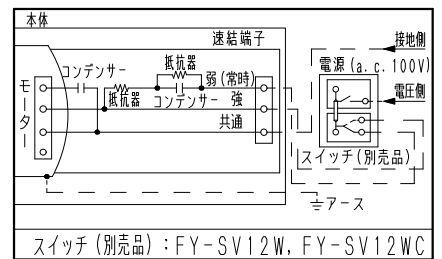 本体
速結端子
接地側
電源(a.c.100V)
電圧側
コンデンサー
抵抗器
弱(常時)
モーター
抵抗器
コンデンサー
強
共通
スイッチ(別売品)
アース
スイッチ(別売品):FY-SV12W,FY-SV12WC